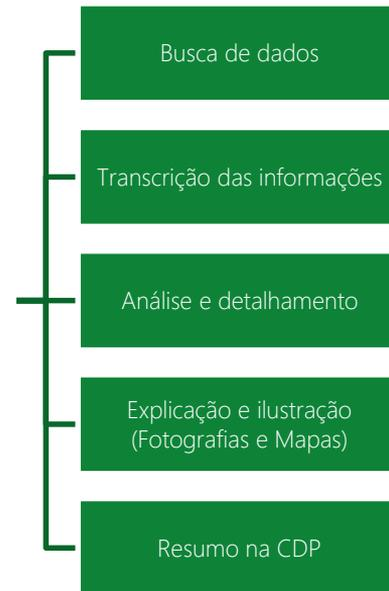 Busca de dados
Transcrição das informações
Análise e detalhamento
Explicação e ilustração
(Fotografias e Mapas)
Resumo na CDP